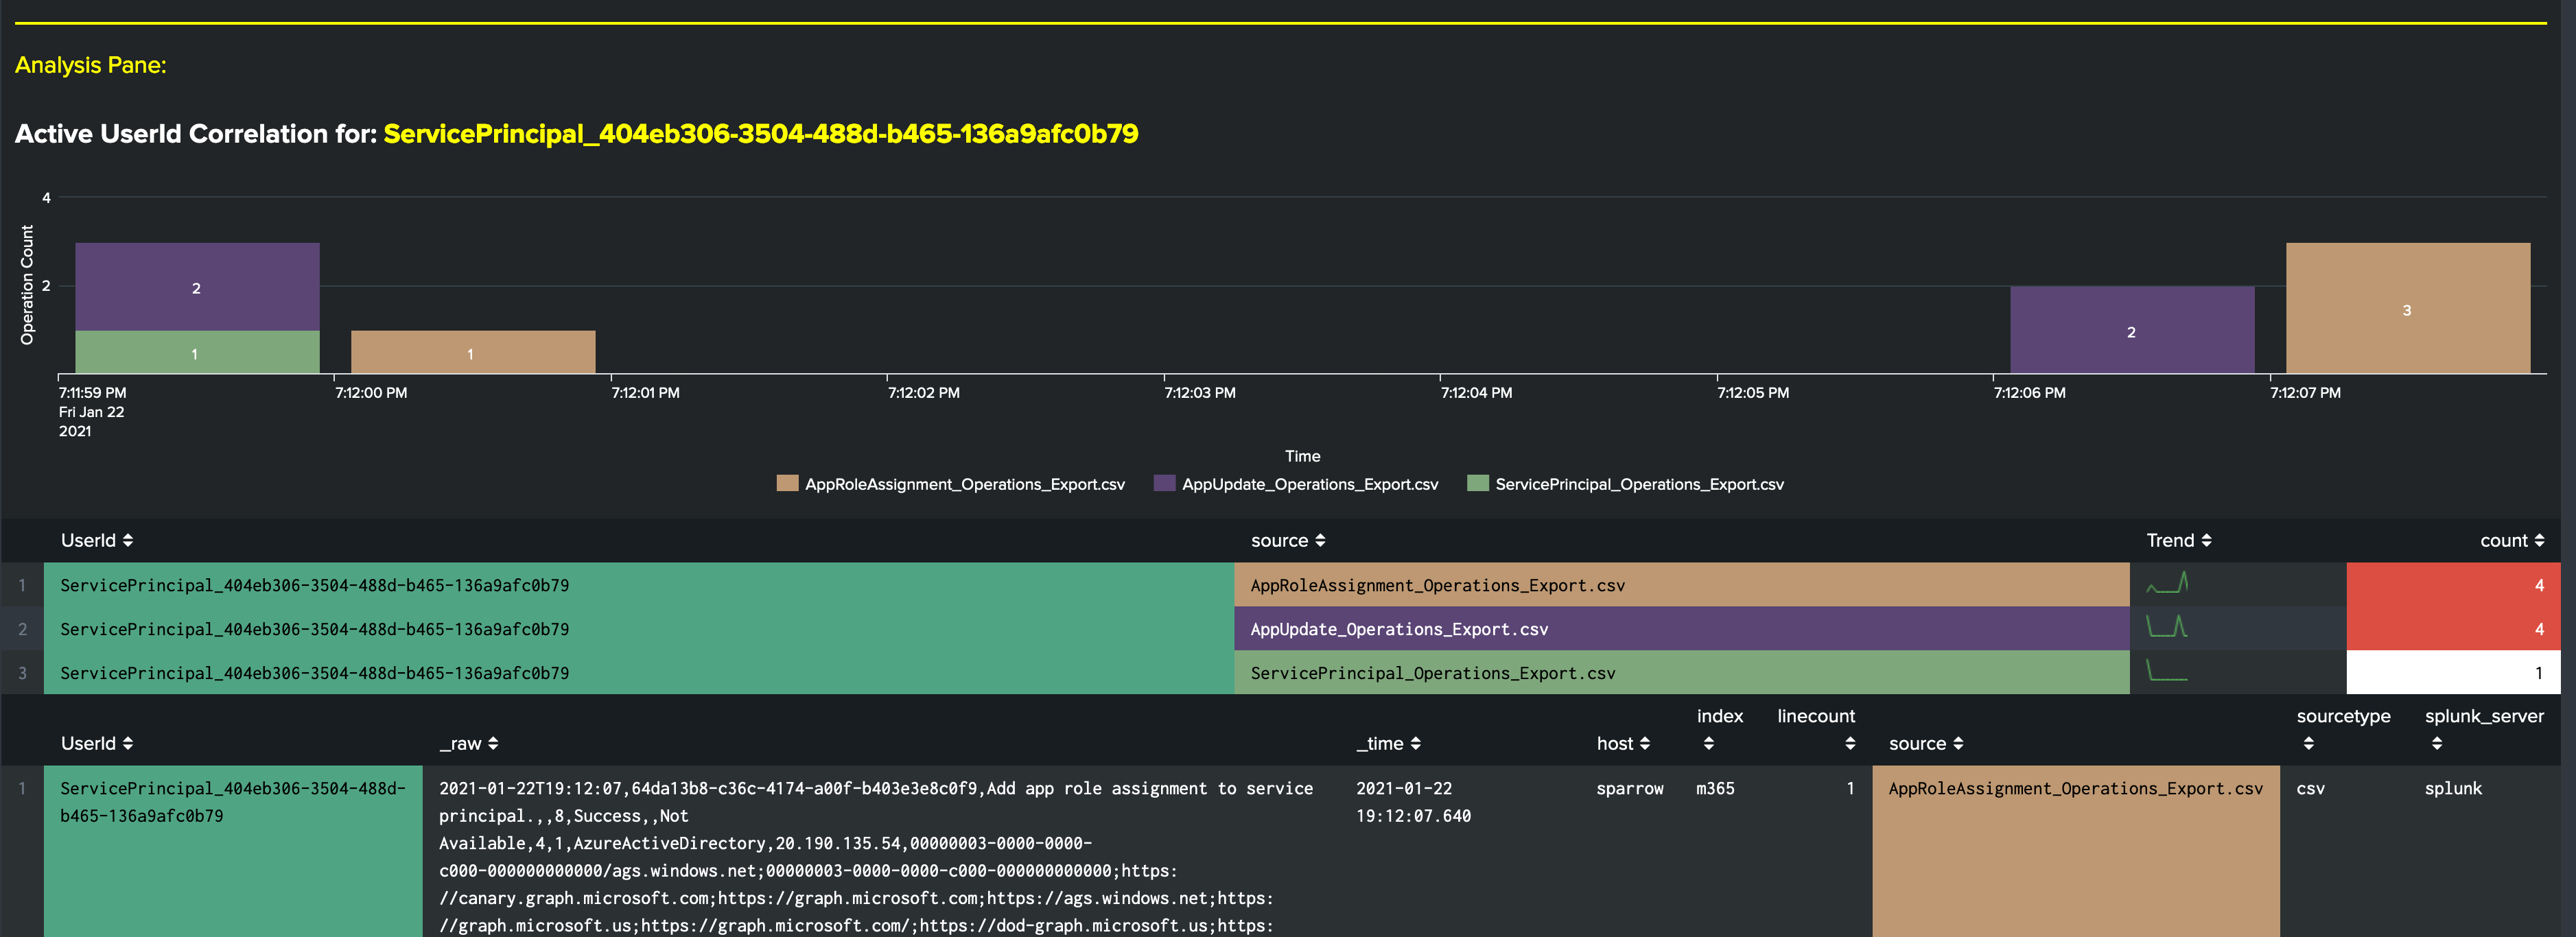 Analysis Pane:
Active UserId Correlation for: ServicePrincipal_404eb306-3504-488d-b465-136a9afc0b79
4
2
Operation Count
2
1
1
2
3
7:11:59 PM
Fri Jan 22
2021
7:12:00 PM
7:12:01 PM
7:12:02 PM
7:12:03 PM
7:12:04 PM
7:12:05 PM
7:12:06 PM
7:12:07 PM
Time
AppRoleAssignment_Operations_Export.csv AppUpdate_Operations_Export.csv ServicePrincipal_Operations_Export.csv
UserId source Trend count
1 ServicePrincipal_404eb306-3504-488d-b465-136a9afc0b79 AppRoleAssignment_Operations_Export.csv 4
2 ServicePrincipal_404eb306-3504-488d-b465-136a9afc0b79 AppUpdate_Operations_Export.csv 4
3 ServicePrincipal_404eb306-3504-488d-b465-136a9afc0b79 ServicePrincipal_Operations_Export.csv 1
UserId _raw _time host index linecount source sourcetype splunk_server
1 ServicePrincipal_404eb306-3504-488d- 2021-01-22T19:12:07,64da13b8-c36c-4174-a00f-b403e3e8c0f9,Add app role assignment to service 2021-01-22 sparrow m365 1 AppRoleAssignment_Operations_Export.csv csv splunk
b465-136a9afc0b79 principal.,,8,Success,,Not 19:12:07.640
Available,4,1,AzureActiveDirectory,20.190.135.54,00000003-0000-0000-
c000-000000000000/ags.windows.net;00000003-0000-0000-c000-000000000000;https:
//canary.graph.microsoft.com;https://graph.microsoft.com;https://ags.windows.net;https:
//graph.microsoft.us;https://graph.microsoft.com/;https://dod-graph.microsoft.us;https: